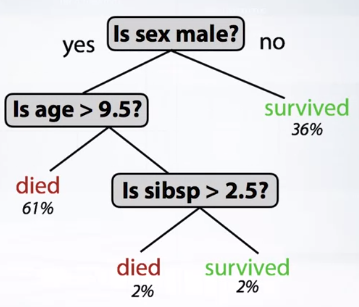 Is sex male?
yes
no
Is age > 9.5?
survived
36%
died
61%
Is sibsp > 2.5?
died
2%
survived
2%